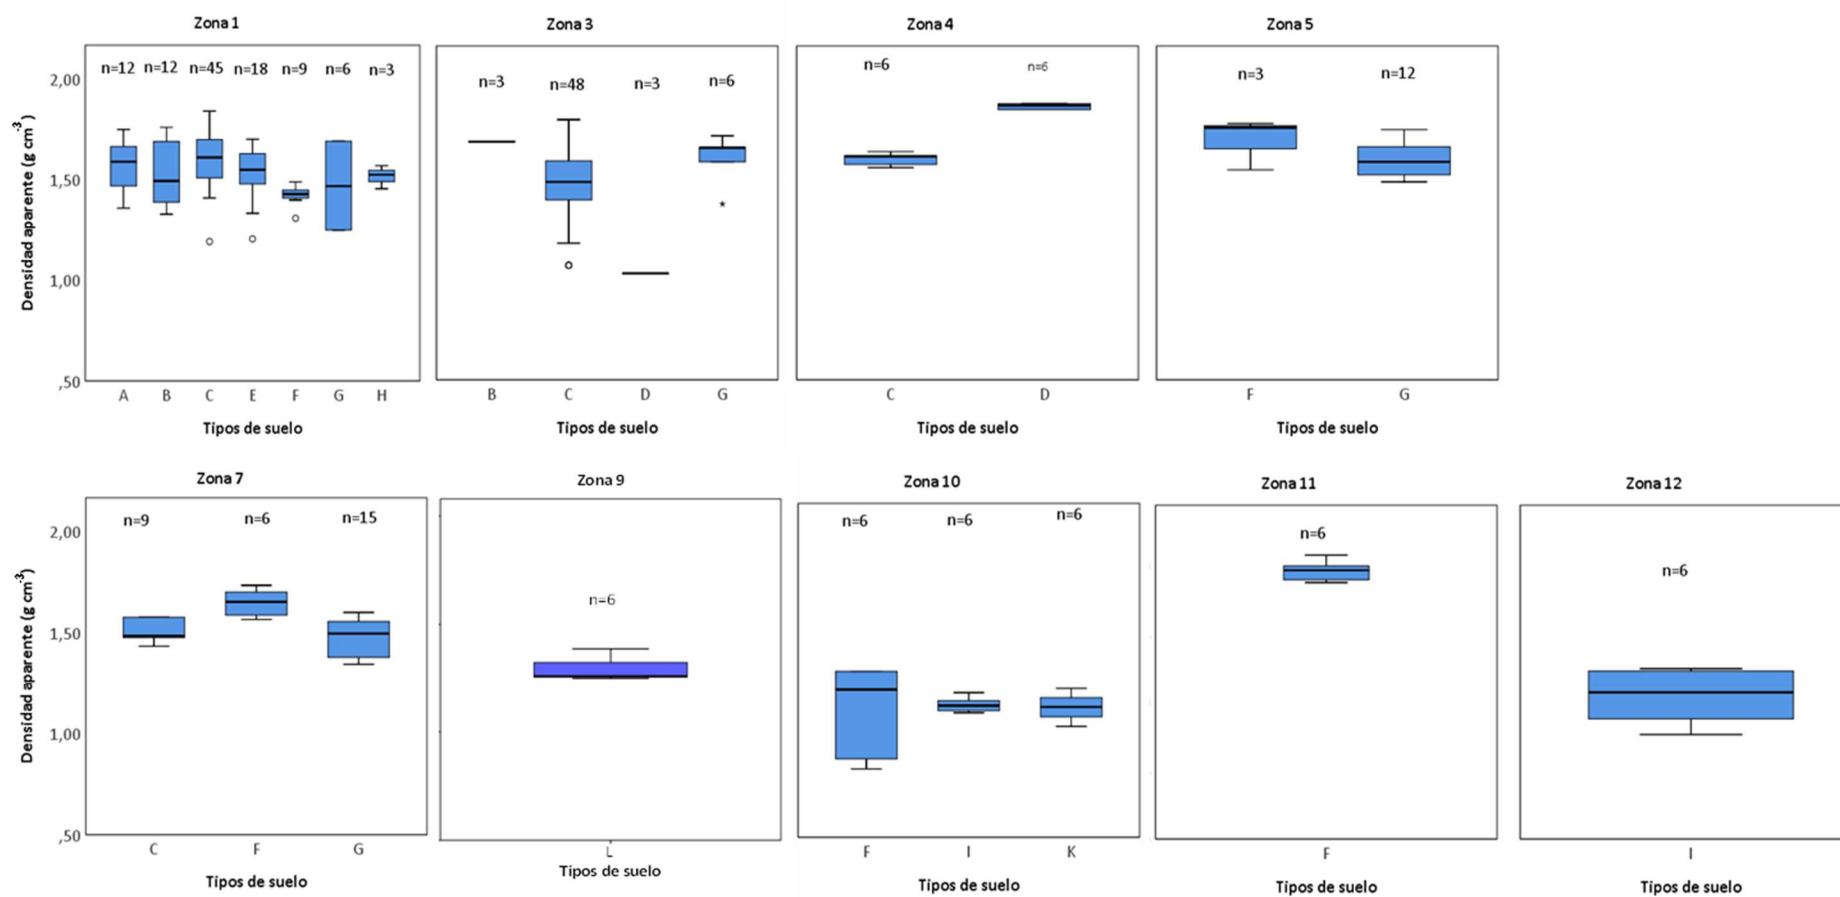 Zona 1 Zona 3 Zona 4 Zona 5
n=12 n=12 n=45 n=18 n=9 n=6 n=3 n=3 n=48 n=3 n=6 n=6 n=6 n=3 n=12
Densidad aparente (g cm-3)
2,00
1,50
1,00
,50
A B C E F G H B C D G C D F G
Tipos de suelo Tipos de suelo Tipos de suelo Tipos de suelo
Zona 7 Zona 9 Zona 10 Zona 11 Zona 12
n=9 n=6 n=15 n=6 n=6 n=6 n=6 n=6 n=6
Densidad aparente (g cm-3)
2,00
1,50
1,00
,50
C F G L F I K F I
Tipos de suelo Tipos de suelo Tipos de suelo Tipos de suelo Tipos de suelo